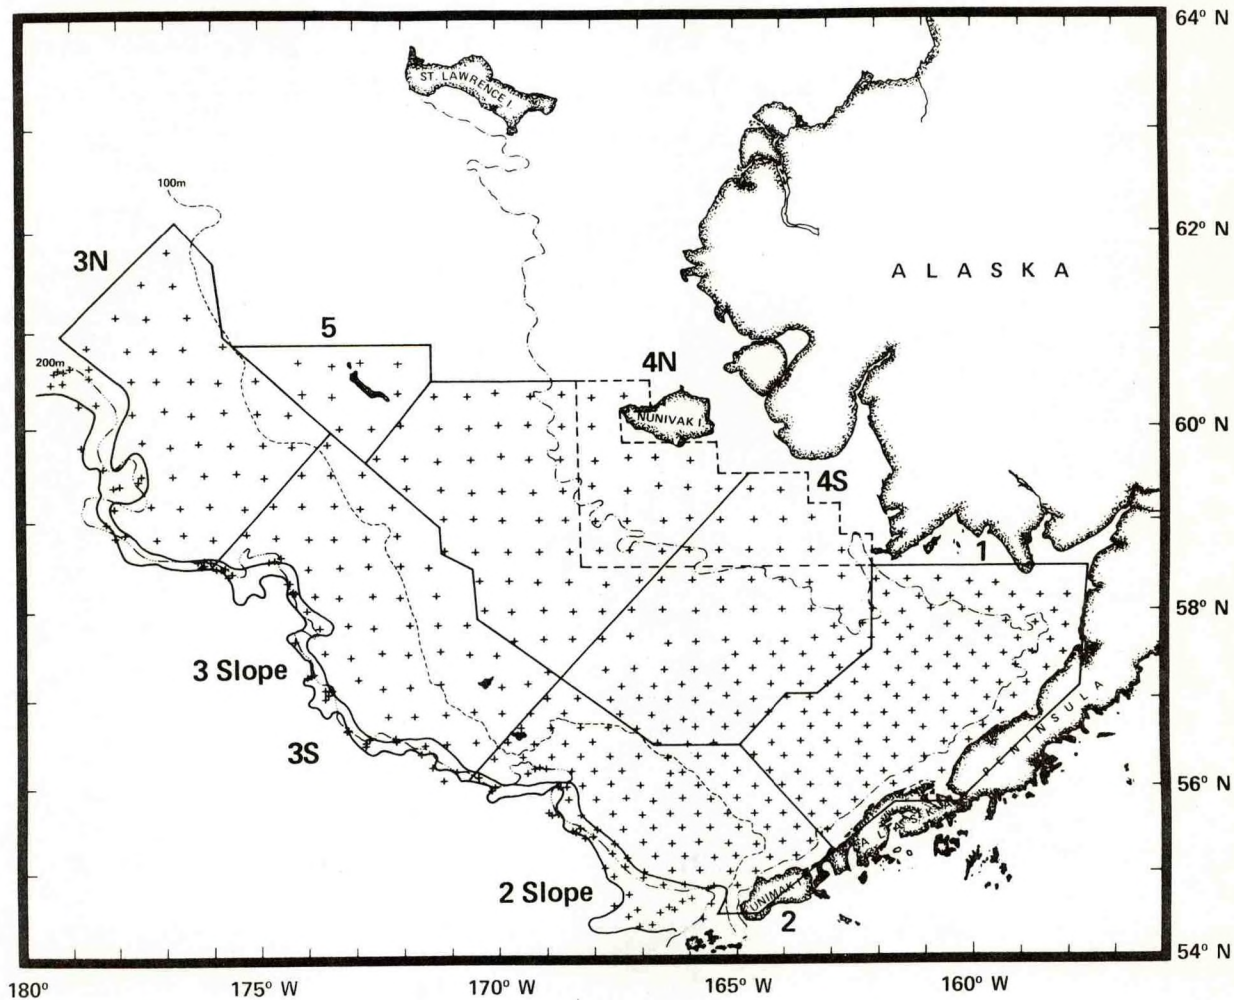 64° N
ST. LAWRENCE I.
100m
62° N
3N
ALASKA
5
200m
4N
60° N
NUNIVAK I.
4S
1
58° N
3 Slope
PENINSULA
3S
56° N
2 Slope
UNIMAK I.
2
54° N
180° 175° W 170° W 165° W 160° W